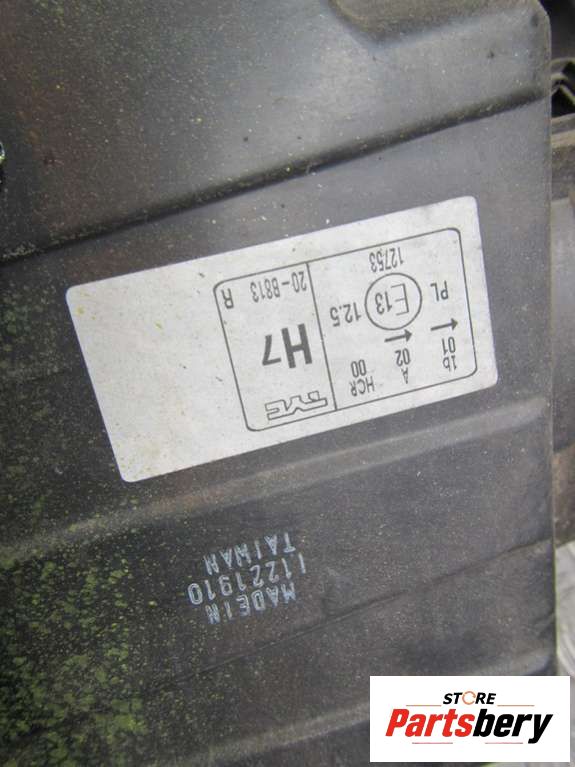 TYC
H7
20-B813 R
HCR A 1b
00 02 01
12.5 E13 PL
12753
MADE IN
11221910
TAIWAN
STORE
Partsbery